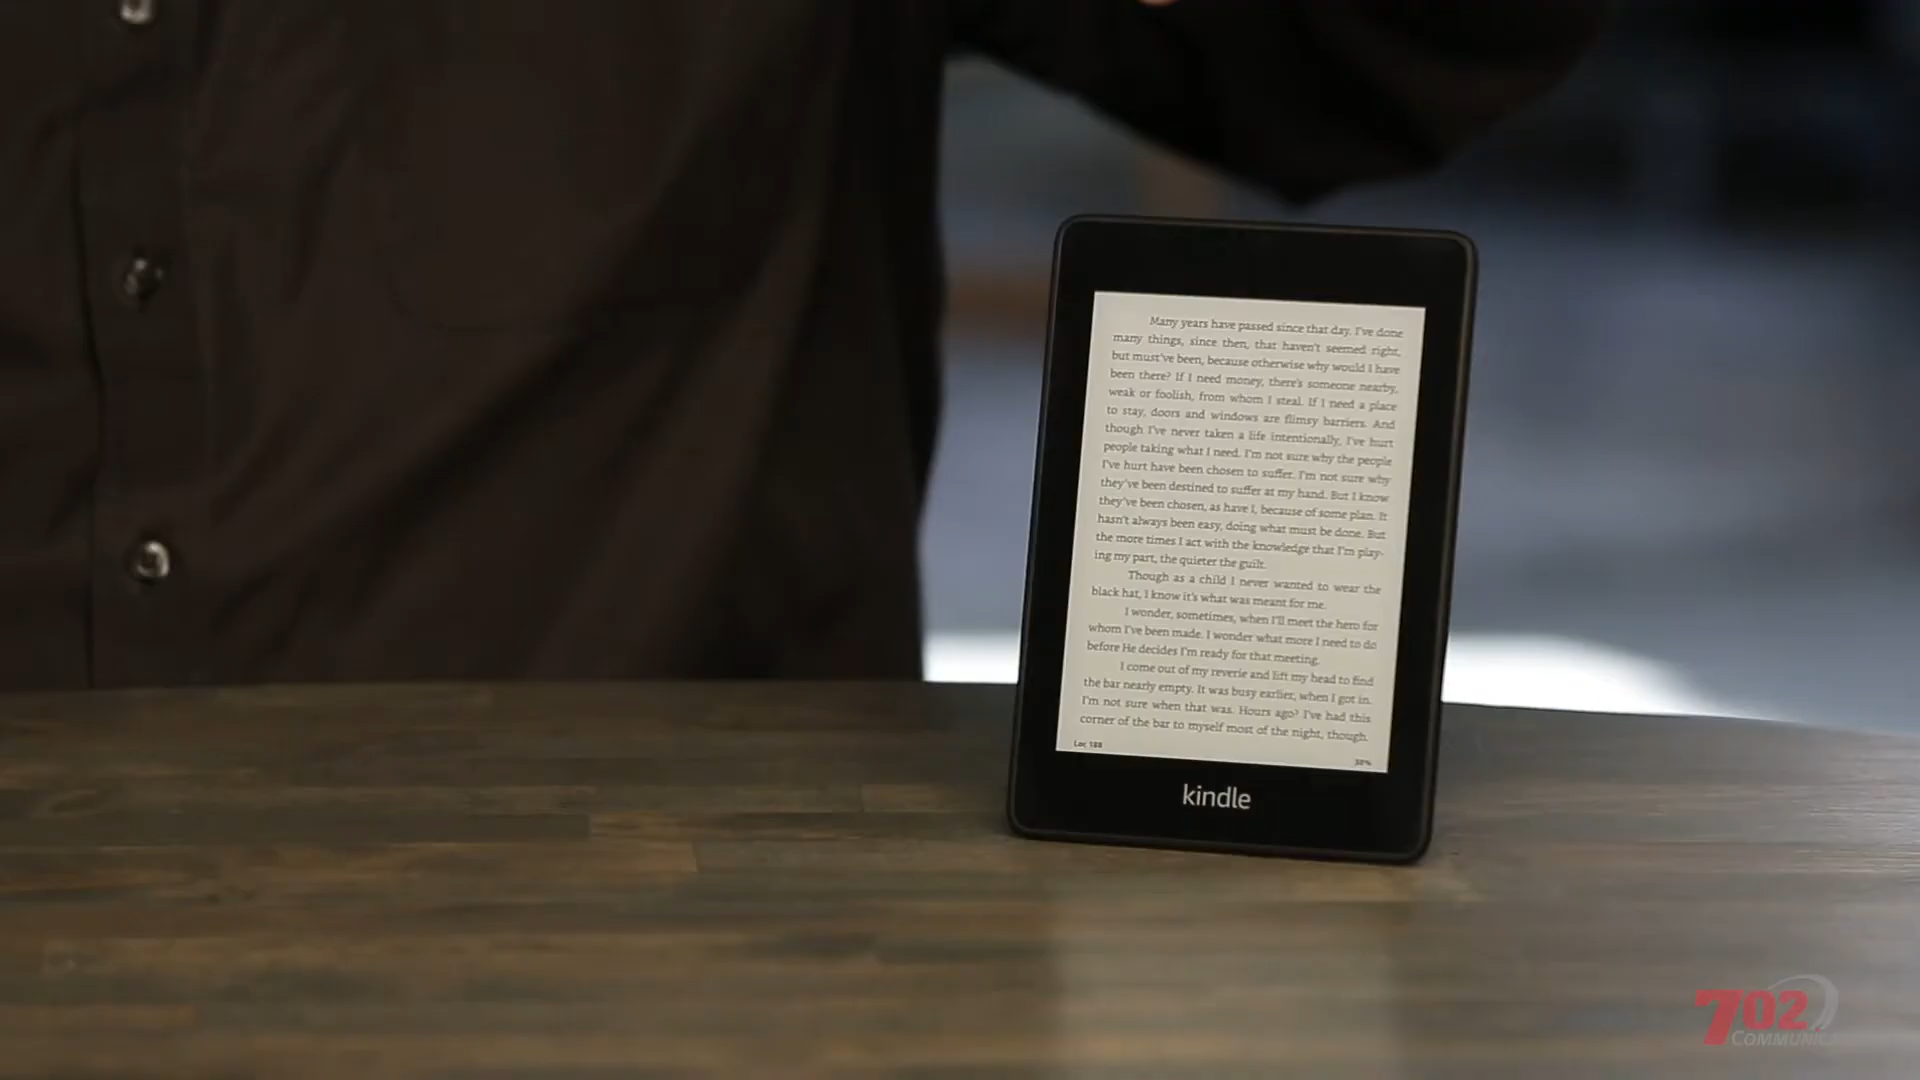 Many years have passed since that day. I've done
many things, since then, that haven't seemed right,
but must've been, because otherwise why would I have
been there? If I need money, there's someone nearby,
weak or foolish, from whom I steal. If I need a place
to stay, doors and windows are flimsy barriers. And
though I've never taken a life intentionally, I've hurt
people taking what I need. I'm not sure why the people
I've hurt have been chosen to suffer. I'm not sure why
they've been destined to suffer at my hand. But I know
they've been chosen, as have I, because of some plan. It
hasn't always been easy, doing what must be done. But
the more times I act with the knowledge that I'm play-
ing my part, the quieter the guilt.
Though as a child I never wanted to wear the
black hat, I know it's what was meant for me.
I wonder, sometimes, when I'll meet the hero for
whom I've been made. I wonder what more I need to do
before He decides I'm ready for that meeting.
I come out of my reverie and lift my head to find
the bar nearly empty. It was busy earlier, when I got in.
I'm not sure when that was. Hours ago? I've had this
corner of the bar to myself most of the night, though.
Loc 188
kindle
702